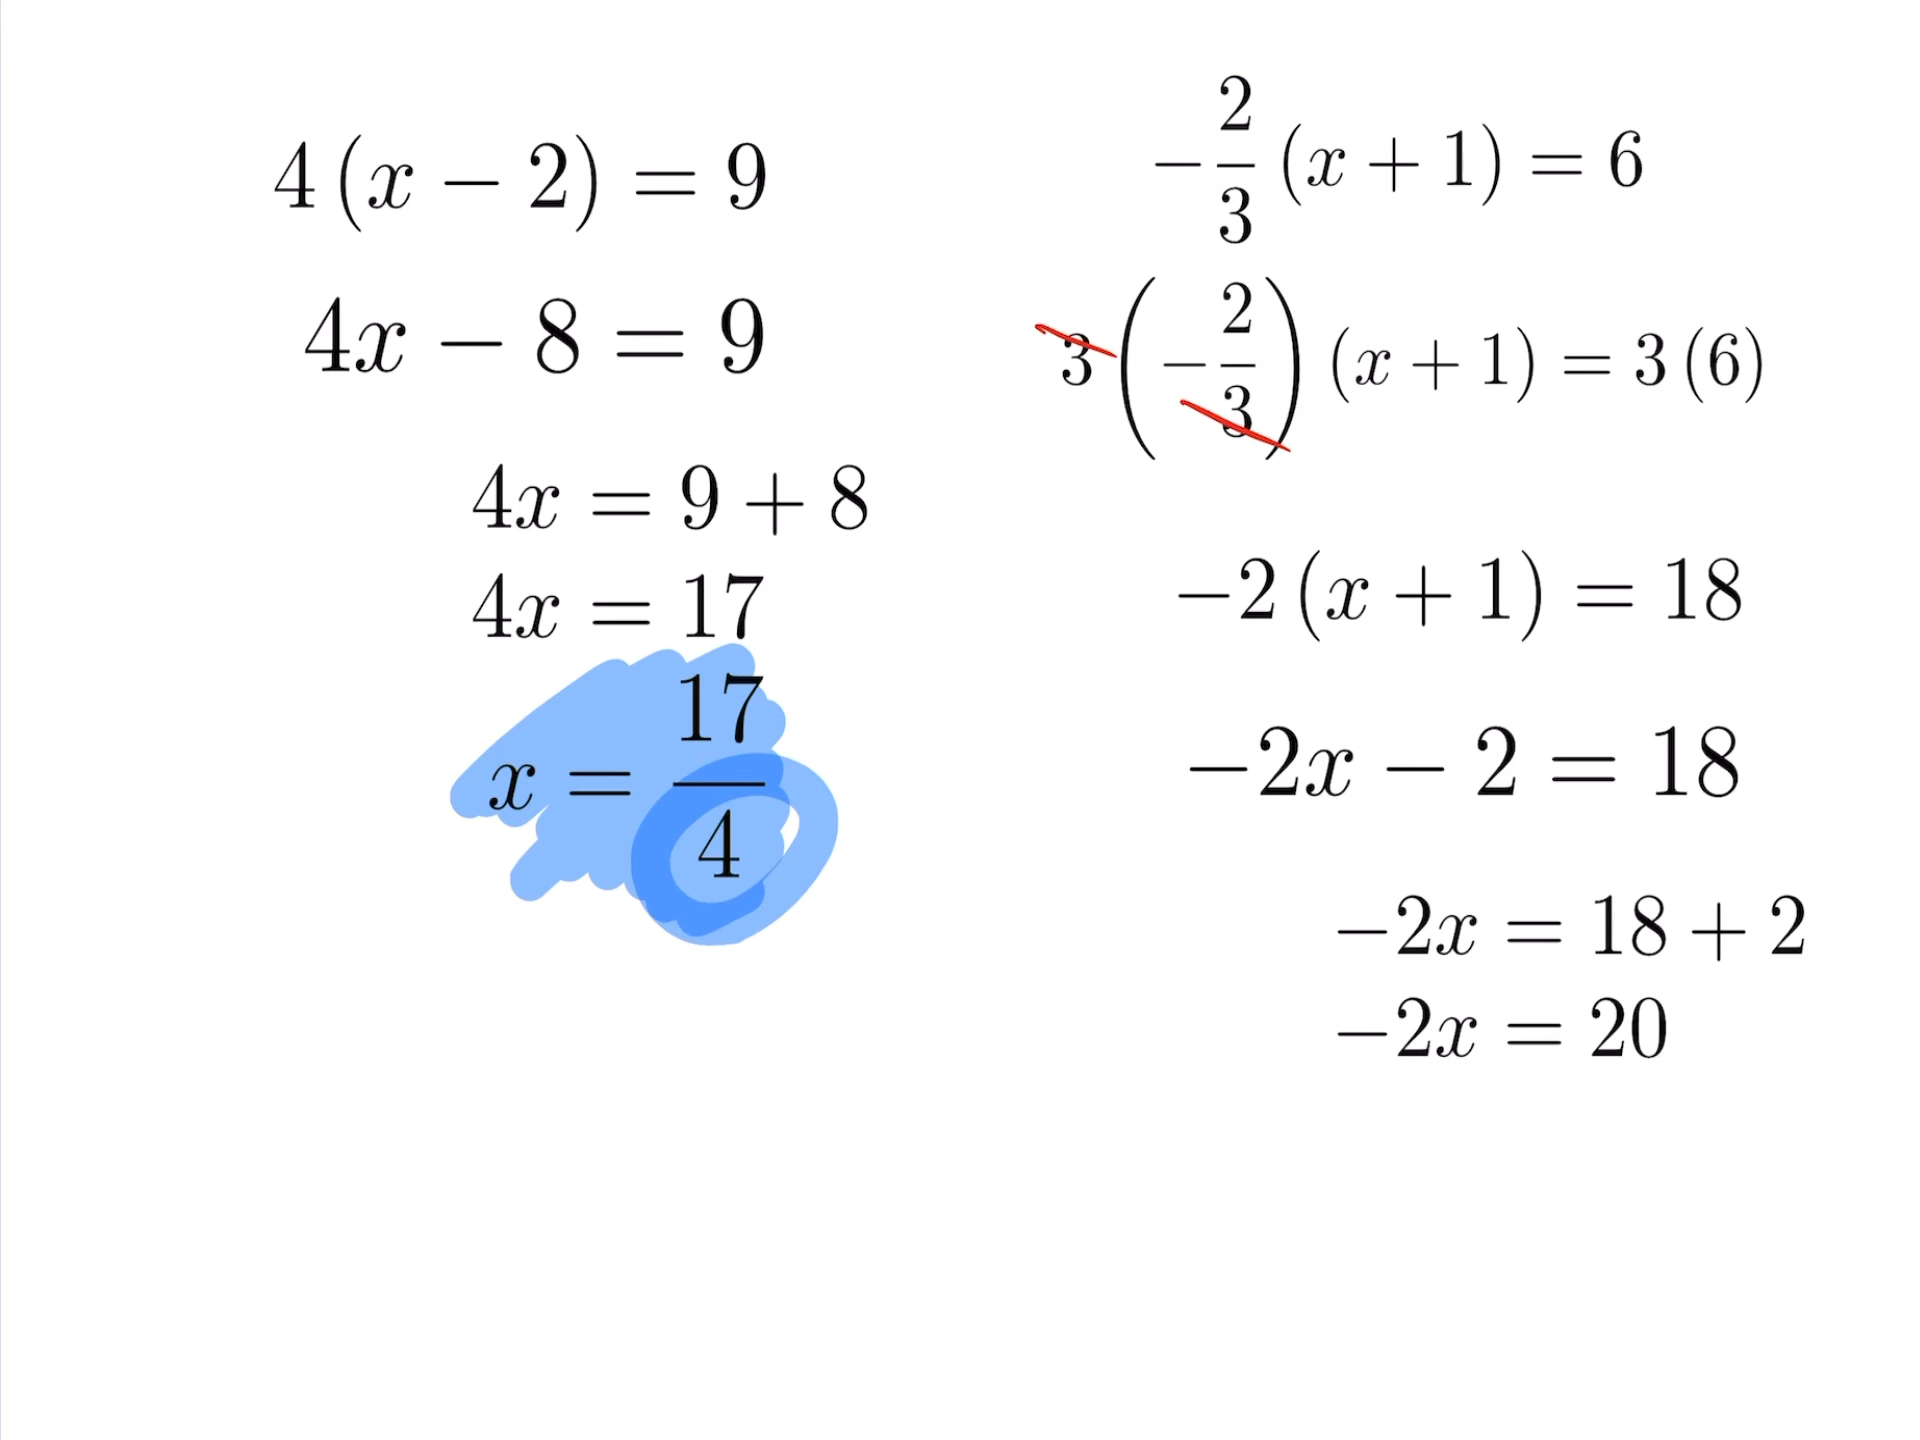 4 (x − 2) = 9
4x − 8 = 9
4x = 9 + 8
4x = 17
x = 17/4
−2/3 (x + 1) = 6
3 (−2/3) (x + 1) = 3 (6)
−2 (x + 1) = 18
−2x − 2 = 18
−2x = 18 + 2
−2x = 20